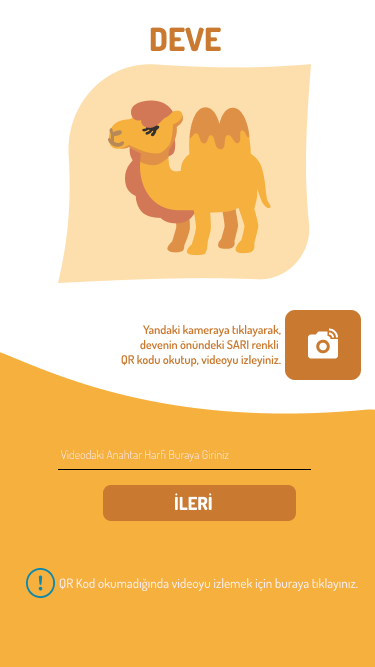 DEVE
Yandaki kameraya tıklayarak,
devenin önündeki SARI renkli
QR kodu okutup, videoyu izleyiniz.
Videodaki Anahtar Harfi Buraya Giriniz
İLERİ
QR Kod okumadığında videoyu izlemek için buraya tıklayınız.